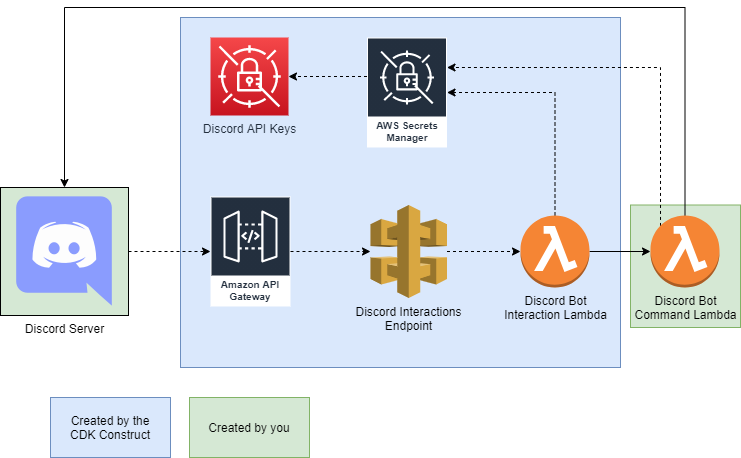 Discord API Keys
AWS Secrets
Manager
Amazon API
Gateway
Discord Server
Discord Interactions
Endpoint
Discord Bot
Interaction Lambda
Discord Bot
Command Lambda
Created by the
CDK Construct
Created by you